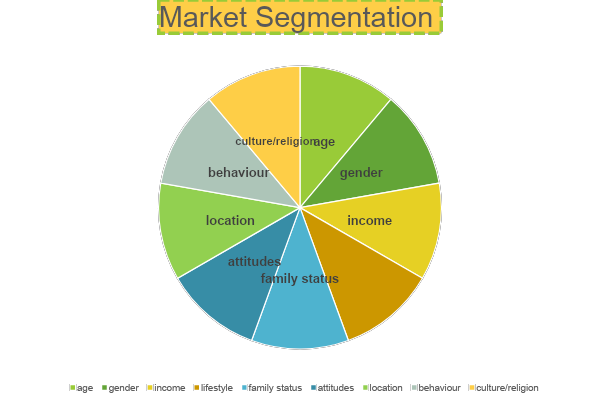 Market Segmentation
culture/religion
age
behaviour
gender
location
income
attitudes
family status
age gender income lifestyle family status attitudes location behaviour culture/religion